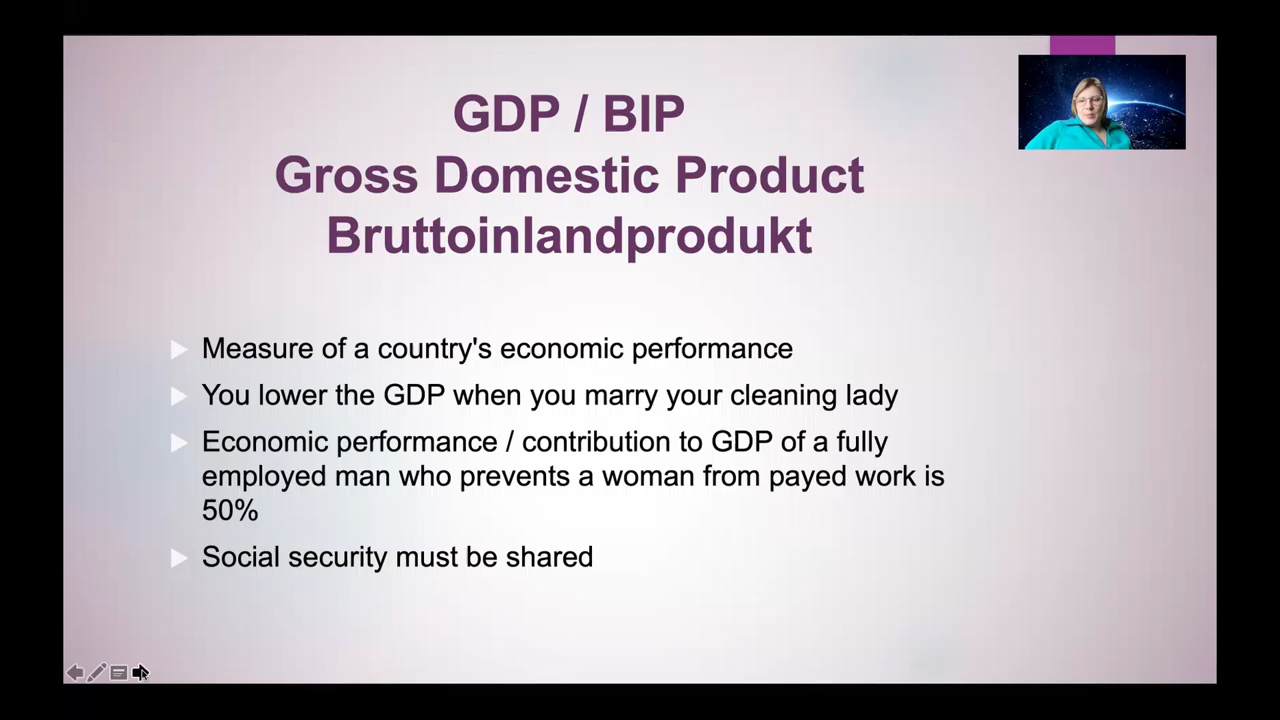 GDP / BIP
Gross Domestic Product
Bruttoinlandprodukt
Measure of a country's economic performance
You lower the GDP when you marry your cleaning lady
Economic performance / contribution to GDP of a fully
employed man who prevents a woman from payed work is
50%
Social security must be shared